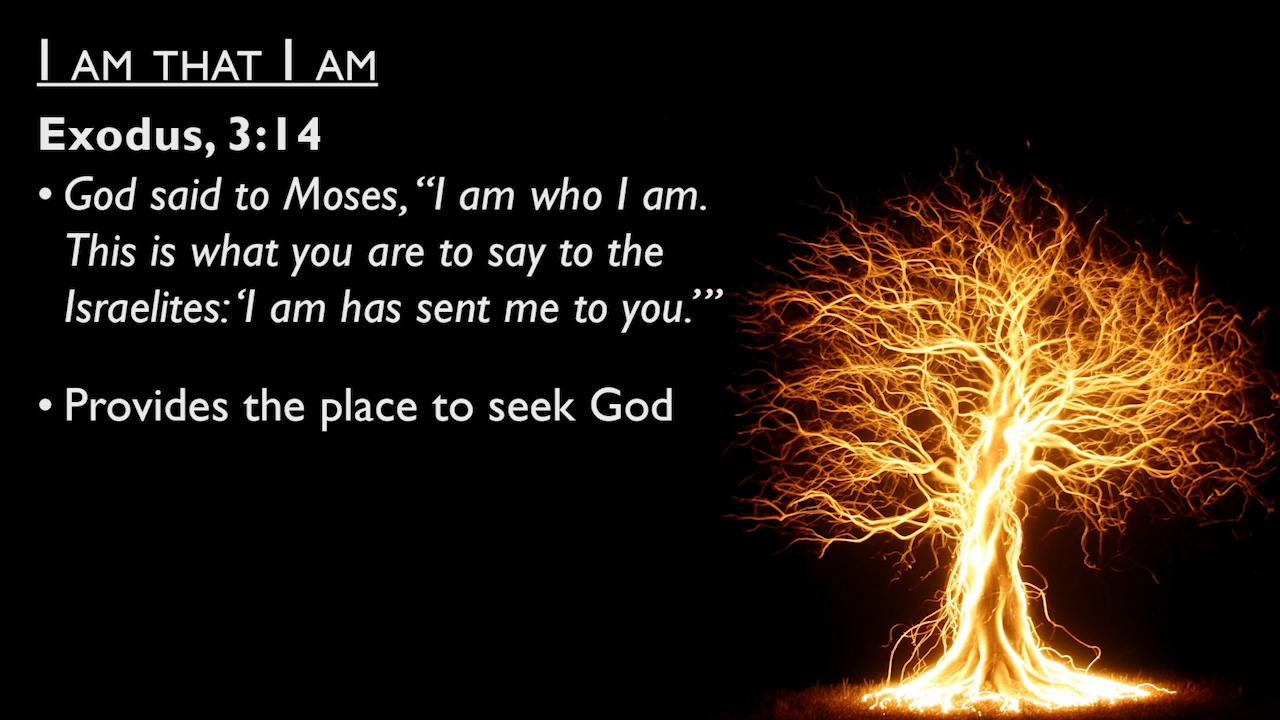 I AM THAT I AM
Exodus, 3:14
• God said to Moses, “I am who I am.
This is what you are to say to the
Israelites: ‘I am has sent me to you.’”
• Provides the place to seek God